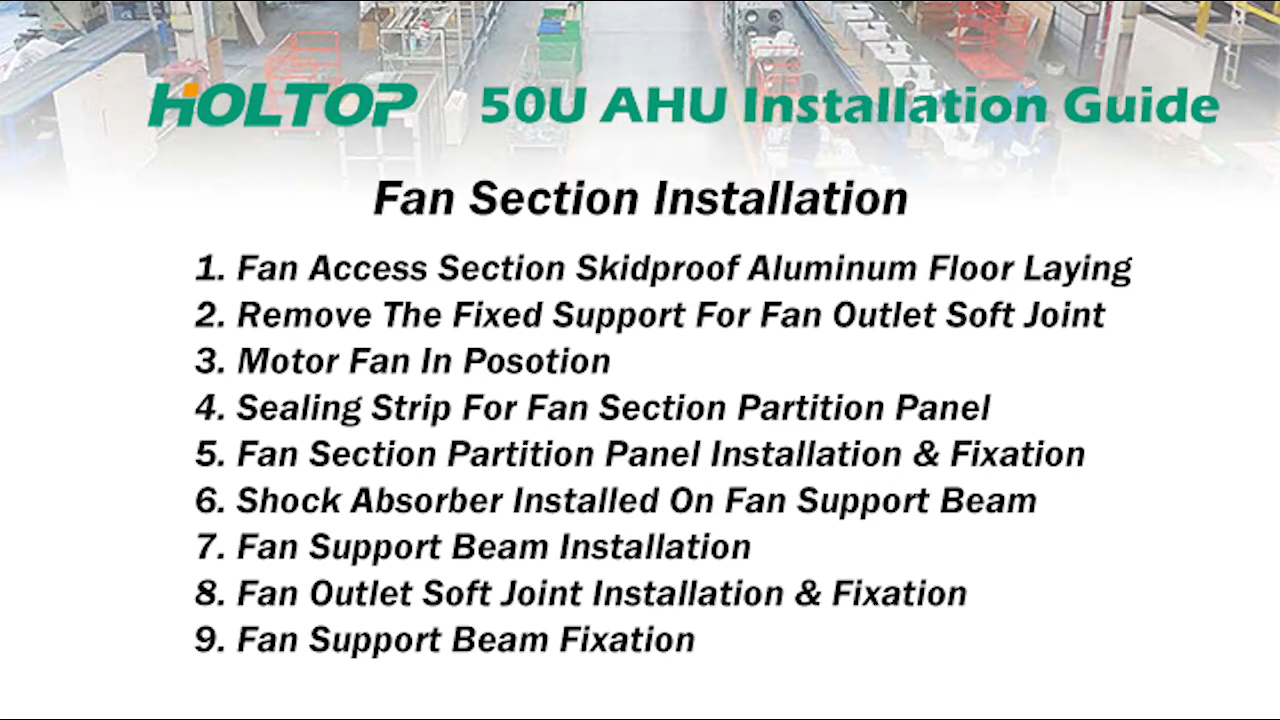 HOLTOP 50U AHU Installation Guide
Fan Section Installation
1. Fan Access Section Skidproof Aluminum Floor Laying
2. Remove The Fixed Support For Fan Outlet Soft Joint
3. Motor Fan In Posotion
4. Sealing Strip For Fan Section Partition Panel
5. Fan Section Partition Panel Installation & Fixation
6. Shock Absorber Installed On Fan Support Beam
7. Fan Support Beam Installation
8. Fan Outlet Soft Joint Installation & Fixation
9. Fan Support Beam Fixation